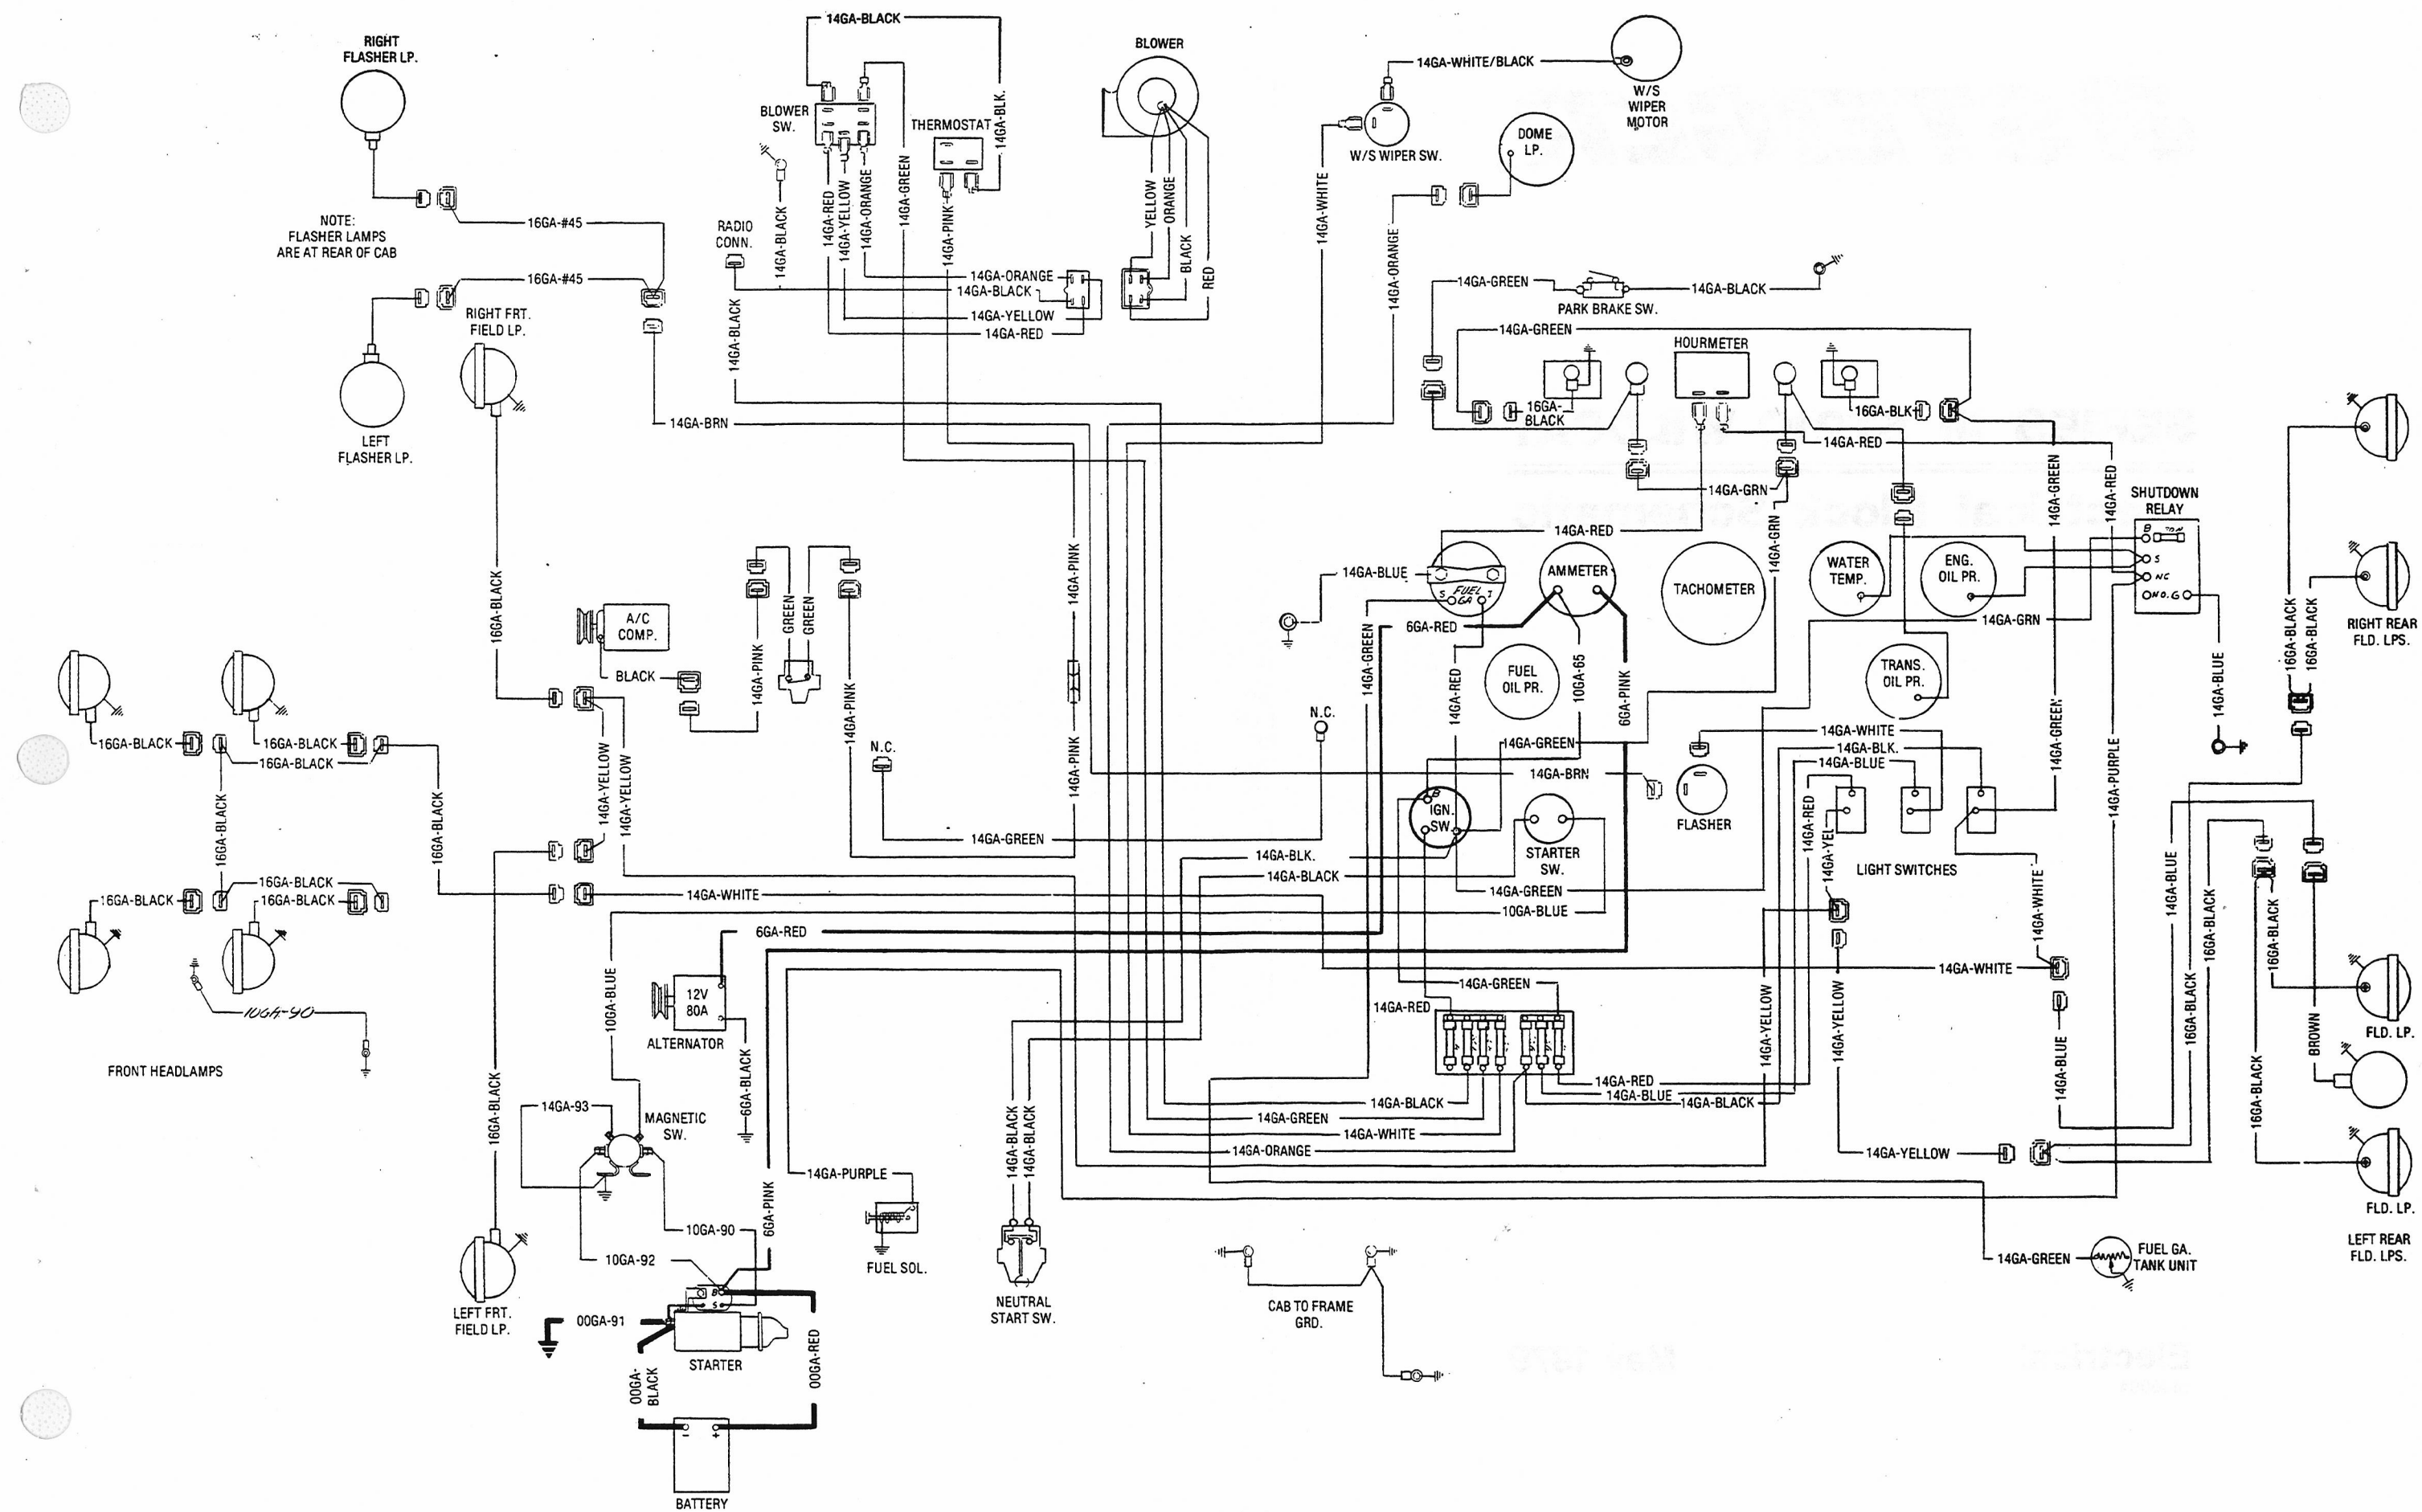 14GA-BLACK
RIGHT
FLASHER LP.
BLOWER
14GA-WHITE/BLACK
W/S
WIPER
MOTOR
BLOWER
SW.
THERMOSTAT
14GA-BLK.
W/S WIPER SW.
DOME
LP.
NOTE:
FLASHER LAMPS
ARE AT REAR OF CAB
16GA-#45
16GA-#45
RADIO
CONN.
14GA-BLACK
14GA-RED
14GA-YELLOW
14GA-ORANGE
14GA-GREEN
14GA-PINK
YELLOW
ORANGE
BLACK
RED
14GA-WHITE
14GA-ORANGE
14GA-ORANGE
14GA-BLACK
14GA-YELLOW
14GA-RED
14GA-BLACK
14GA-GREEN
14GA-BLACK
PARK BRAKE SW.
14GA-GREEN
HOURMETER
RIGHT FRT.
FIELD LP.
LEFT
FLASHER LP.
14GA-BRN
16GA-
BLACK
16GA-BLK
14GA-RED
14GA-GRN
14GA-GREEN
14GA-RED
SHUTDOWN
RELAY
B
S
NC
NO.
G
14GA-RED
14GA-GRN
14GA-BLUE
FUEL
GA
S
I
AMMETER
TACHOMETER
WATER
TEMP.
ENG.
OIL PR.
14GA-GRN
RIGHT REAR
FLD. LPS.
16GA-BLACK
16GA-BLACK
16GA-BLACK
A/C
COMP.
BLACK
14GA-PINK
GREEN
GREEN
14GA-PINK
14GA-PINK
14GA-PINK
6GA-RED
14GA-GREEN
14GA-RED
FUEL
OIL PR.
10GA-65
6GA-PINK
TRANS.
OIL PR.
14GA-BLUE
N.C.
N.C.
14GA-GREEN
14GA-WHITE
14GA-BLK.
14GA-BLUE
14GA-GREEN
14GA-PURPLE
16GA-BLACK
16GA-BLACK
16GA-BLACK
16GA-BLACK
14GA-YELLOW
14GA-YELLOW
14GA-BRN
B
IGN.
SW.
STARTER
SW.
FLASHER
14GA-RED
14GA-YEL
LIGHT SWITCHES
14GA-GREEN
14GA-BLK.
14GA-BLACK
14GA-GREEN
10GA-BLUE
16GA-BLACK
16GA-BLACK
16GA-BLACK
16GA-BLACK
14GA-WHITE
6GA-RED
14GA-WHITE
14GA-BLUE
16GA-BLACK
16GA-BLACK
10GA-90
FRONT HEADLAMPS
10GA-BLUE
12V
80A
ALTERNATOR
6GA-BLACK
14GA-WHITE
14GA-GREEN
14GA-RED
14GA-YELLOW
14GA-YELLOW
16GA-BLACK
BROWN
FLD. LP.
14GA-BLUE
16GA-BLACK
14GA-RED
14GA-BLUE
14GA-BLACK
14GA-BLACK
14GA-GREEN
14GA-WHITE
14GA-ORANGE
16GA-BLACK
14GA-93
MAGNETIC
SW.
14GA-BLACK
14GA-BLACK
14GA-YELLOW
14GA-PURPLE
6GA-PINK
10GA-90
10GA-92
FUEL SOL.
FLD. LP.
LEFT REAR
FLD. LPS.
14GA-GREEN
FUEL GA.
TANK UNIT
LEFT FRT.
FIELD LP.
B
S
00GA-91
STARTER
00GA-RED
00GA-
BLACK
NEUTRAL
START SW.
CAB TO FRAME
GRD.
-
+
BATTERY